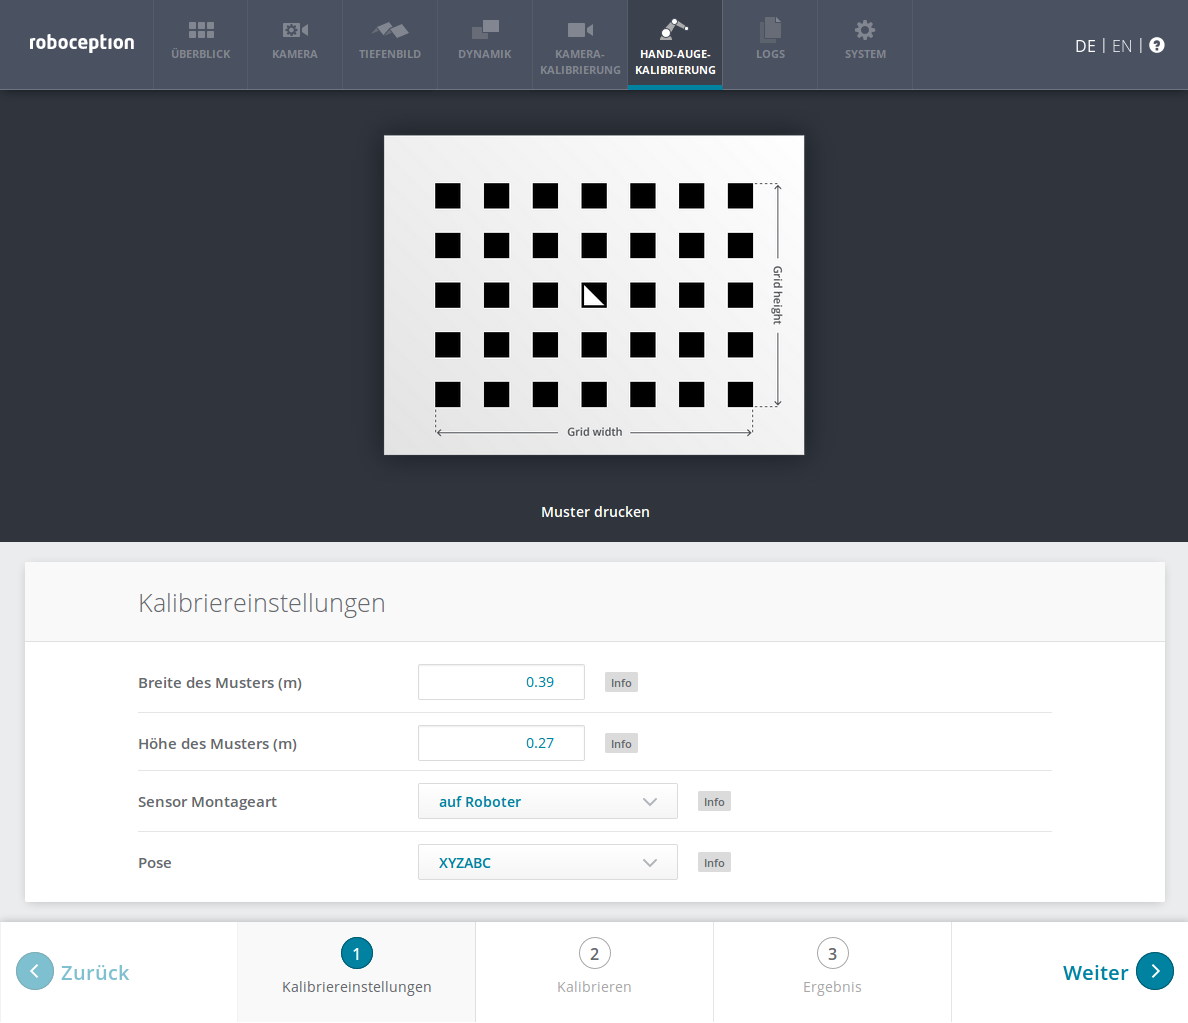 roboception
ÜBERBLICK
KAMERA
TIEFENBILD
DYNAMIK
KAMERA-
KALIBRIERUNG
HAND-AUGE-
KALIBRIERUNG
LOGS
SYSTEM
DE | EN | ?
Grid height
Grid width
Muster drucken
Kalibriereinstellungen
Breite des Musters (m) 0.39 Info
Höhe des Musters (m) 0.27 Info
Sensor Montageart auf Roboter Info
Pose XYZABC Info
Zurück
1
Kalibriereinstellungen
2
Kalibrieren
3
Ergebnis
Weiter